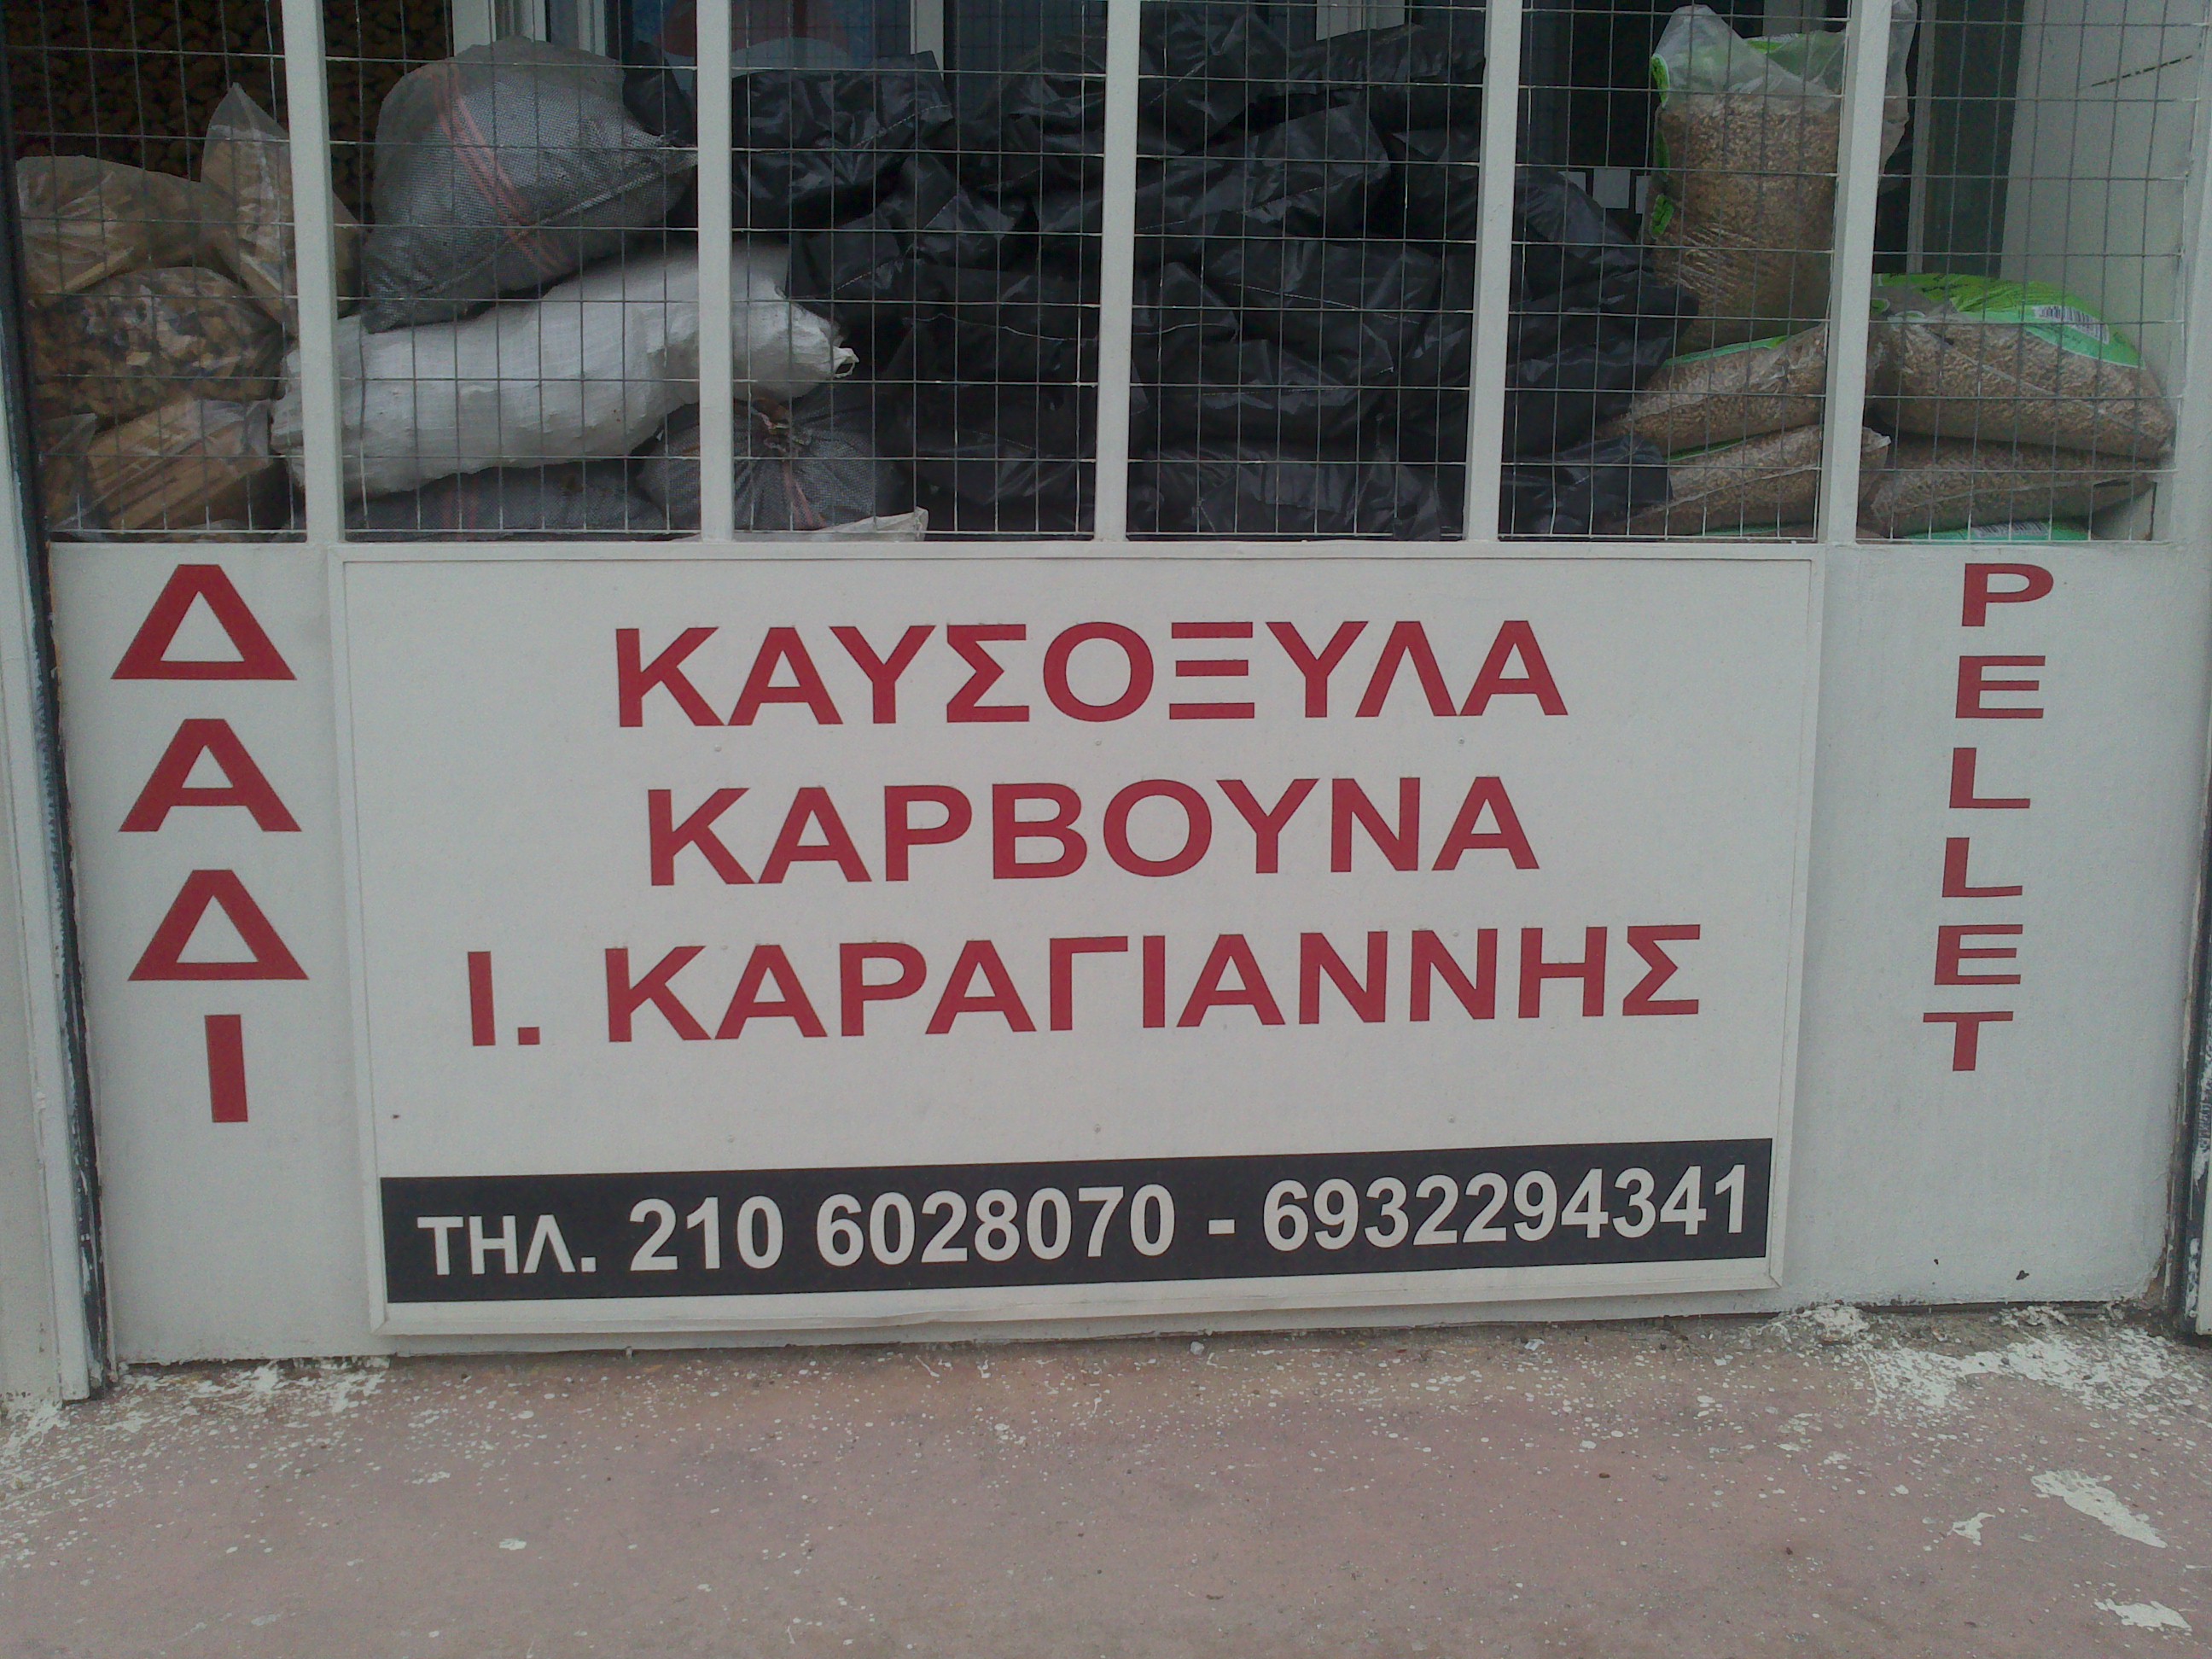 ΔΑΔΙ
ΚΑΥΣΟΞΥΛΑ
ΚΑΡΒΟΥΝΑ
Ι. ΚΑΡΑΓΙΑΝΝΗΣ
ΤΗΛ. 210 6028070 - 6932294341
PELLET